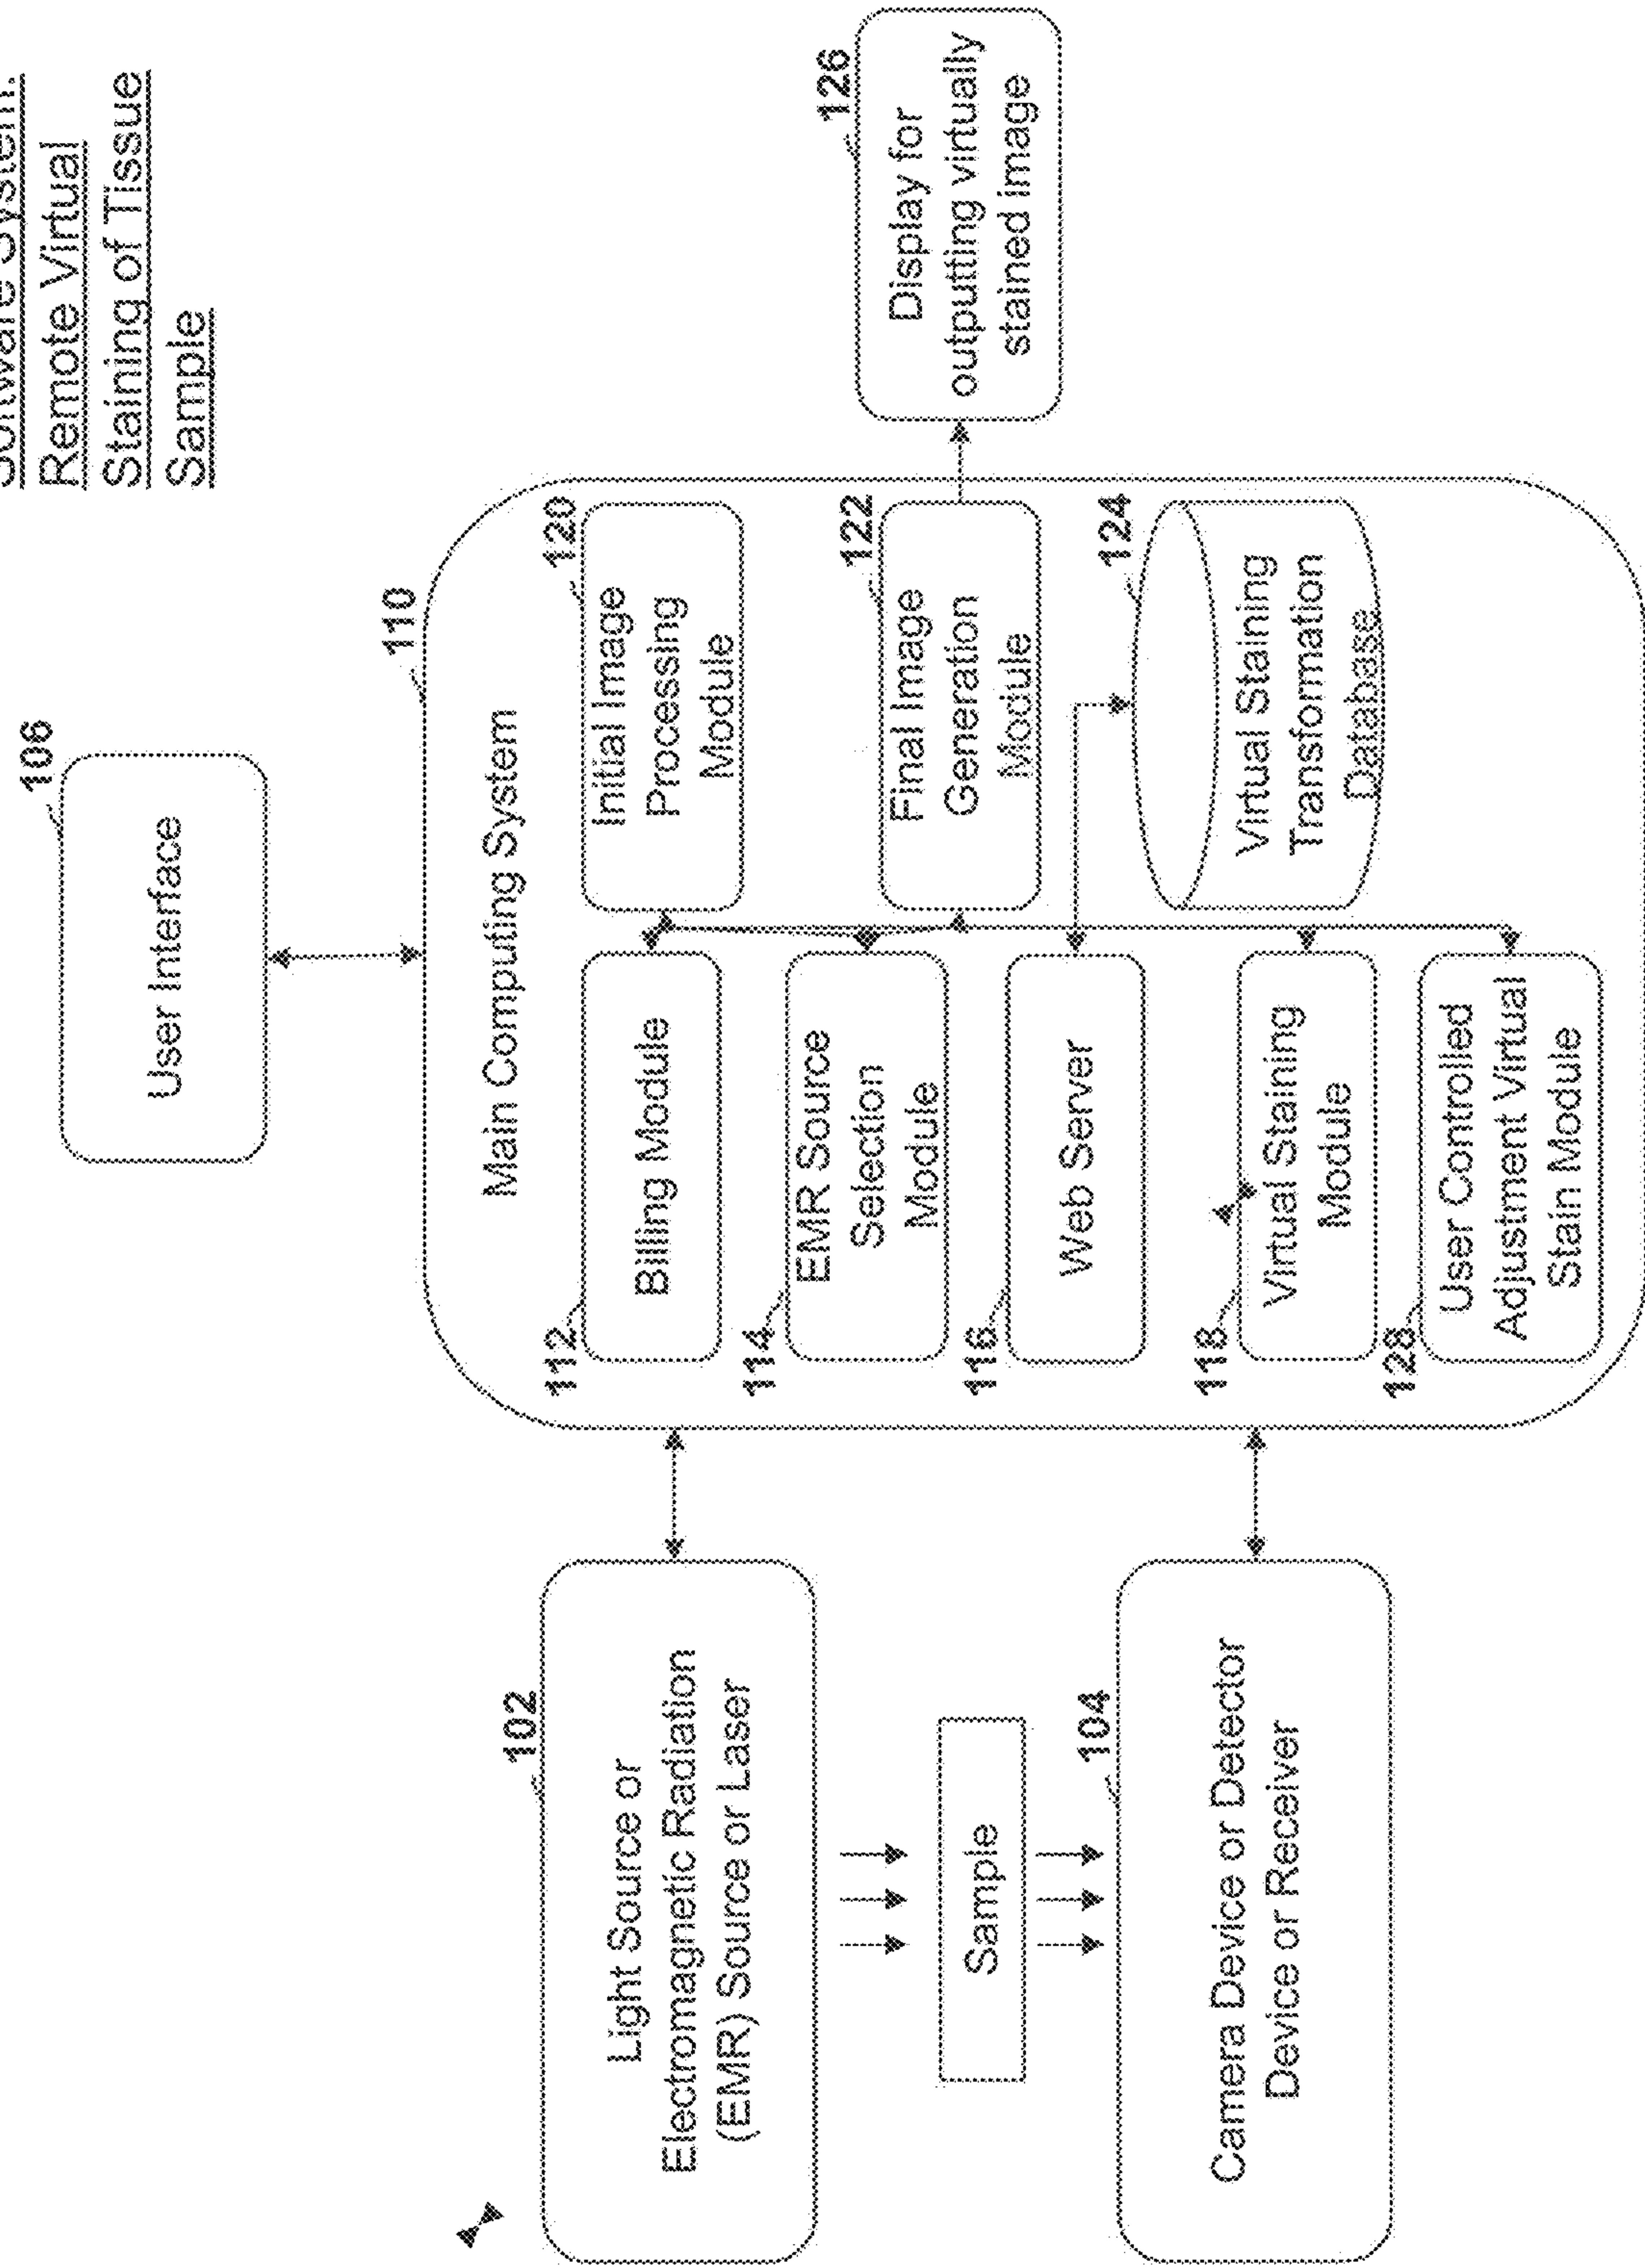 Software System:
Remote Virtual
Staining of Tissue
Sample
106
User Interface
110
Main Computing System
102
Light Source or
Electromagnetic Radiation
(EMR) Source or Laser
Sample
104
Camera Device or Detector
Device or Receiver
112
Billing Module
114
EMR Source
Selection
Module
116
Web Server
118
Virtual Staining
Module
128
User Controlled
Adjustment Virtual
Stain Module
120
Initial Image
Processing
Module
122
Final Image
Generation
Module
124
Virtual Staining
Transformation
Database
126
Display for
outputing virtually
stained image